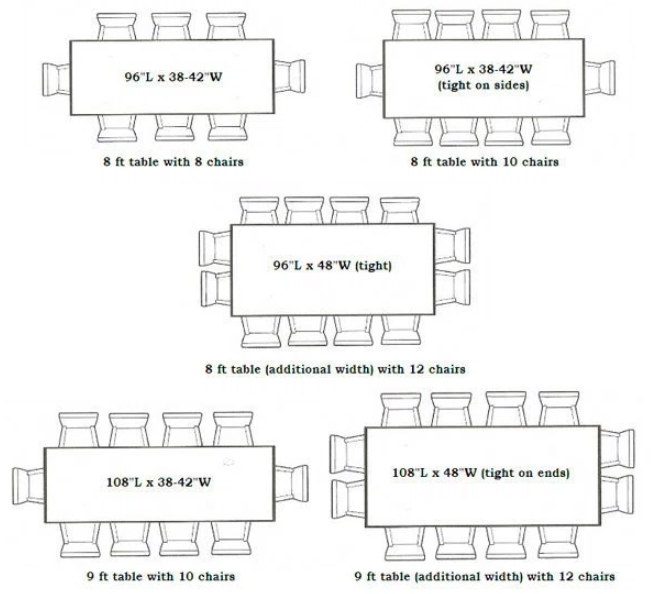 96"L x 38-42"W
8 ft table with 8 chairs
96"L x 38-42"W
(tight on sides)
8 ft table with 10 chairs
96"L x 48"W (tight)
8 ft table (additional width) with 12 chairs
108"L x 38-42"W
9 ft table with 10 chairs
108"L x 48"W (tight on ends)
9 ft table (additional width) with 12 chairs